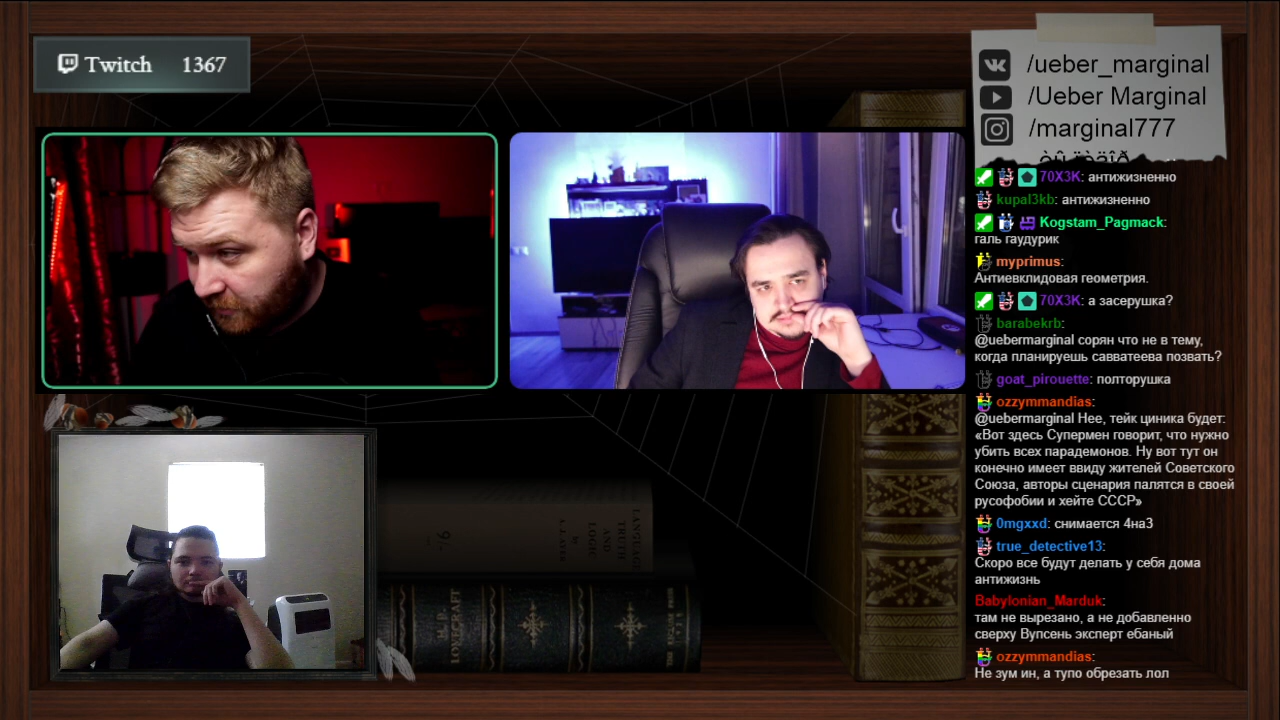 Twitch 1367
/ueber_marginal
/Ueber Marginal
/marginal777
70X3K: антижизненно
kupal3kb: антижизненно
Kogstam_Pagmack:
галь гаудурик
myprimus:
Антиевклидовая геометрия.
70X3K: а засерушка?
barabekrb:
@uebermarginal сорян что не в тему,
когда планируешь савватеева позвать?
goat_pirouette: полторушка
ozzymmandias:
@uebermarginal Нее, тейк циника будет:
«Вот здесь Супермен говорит, что нужно
убить всех парадемонов. Ну вот тут он
конечно имеет ввиду жителей Советского
Союза, авторы сценария палятся в своей
русофобии и хейте СССР»
0mgxxd: снимается 4на3
true_detective13:
Скоро все будут делать у себя дома
антижизнь
Babylonian_Marduk:
там не вырезано, а не добавленно
сверху Вупсень эксперт ебаный
ozzymmandias:
Не зум ин, а тупо обрезать лол
LANGUAGE
TRUTH
AND
LOGIC
H.P.
LOVECRAFT